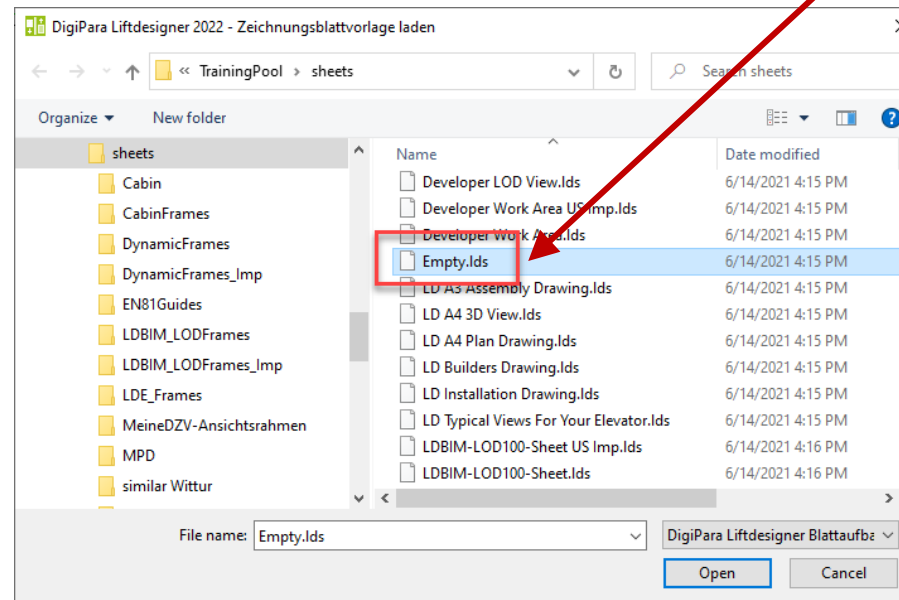 DigiPara Liftdesigner 2022 - Zeichnungsblattvorlage laden
« TrainingPool › sheets
Search sheets
Organize
New folder
sheets
Cabin
CabinFrames
DynamicFrames
DynamicFrames_Imp
EN81Guides
LDBIM_LODFrames
LDBIM_LODFrames_Imp
LDE_Frames
MeineDZV-Ansichtsrahmen
MPD
similar Wittur
Name Date modified
Developer LOD View.lds 6/14/2021 4:15 PM
Developer Work Area US Imp.lds 6/14/2021 4:15 PM
Developer Work Area.lds 6/14/2021 4:15 PM
Empty.lds 6/14/2021 4:15 PM
LD A3 Assembly Drawing.lds 6/14/2021 4:15 PM
LD A4 3D View.lds 6/14/2021 4:15 PM
LD A4 Plan Drawing.lds 6/14/2021 4:15 PM
LD Builders Drawing.lds 6/14/2021 4:15 PM
LD Installation Drawing.lds 6/14/2021 4:15 PM
LD Typical Views For Your Elevator.lds 6/14/2021 4:15 PM
LDBIM-LOD100-Sheet US Imp.lds 6/14/2021 4:16 PM
LDBIM-LOD100-Sheet.lds 6/14/2021 4:16 PM
File name: Empty.lds
DigiPara Liftdesigner Blattaufba
Open Cancel